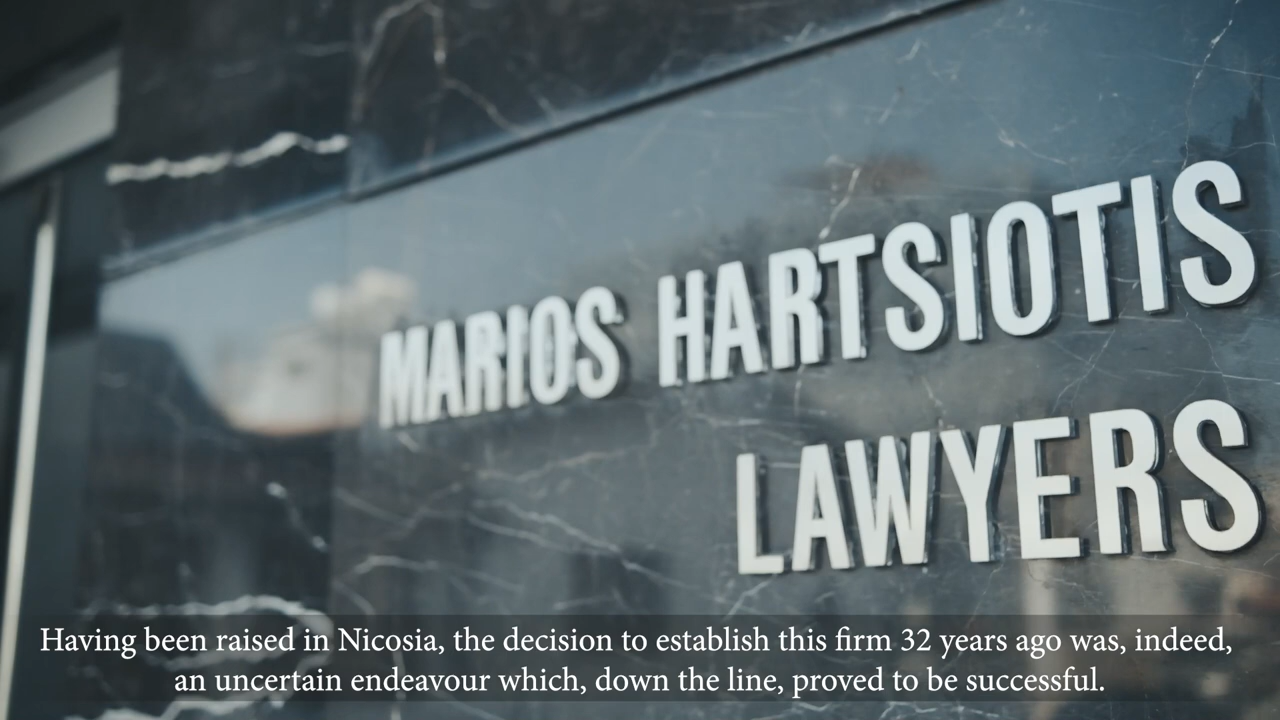 MARIOS HARTSIOTIS
LAWYERS
Having been raised in Nicosia, the decision to establish this firm 32 years ago was, indeed,
an uncertain endeavour which, down the line, proved to be successful.